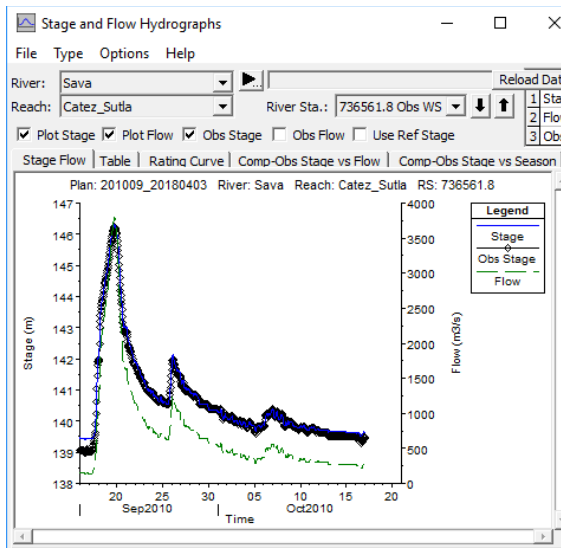 Stage and Flow Hydrographs
File Type Options Help
River: Sava Reload Dat
Reach: Catez_Sutla River Sta.: 736561.8 Obs WS 1 Sta
2 Flo
Plot Stage Plot Flow Obs Stage Obs Flow Use Ref Stage 3 Obs
Stage Flow Table Rating Curve Comp-Obs Stage vs Flow Comp-Obs Stage vs Season
Plan: 201009_20180403 River: Sava Reach: Catez_Sutla RS: 736561.8
147 4000
146 3500
145 3000
144 2500
143 2000
142 1500
141 1000
140 500
139 0
138
Stage (m)
Flow (m3/s)
Legend
Stage
Obs Stage
Flow
20 25 30 05 10 15 20
Sep2010 Oct2010
Time